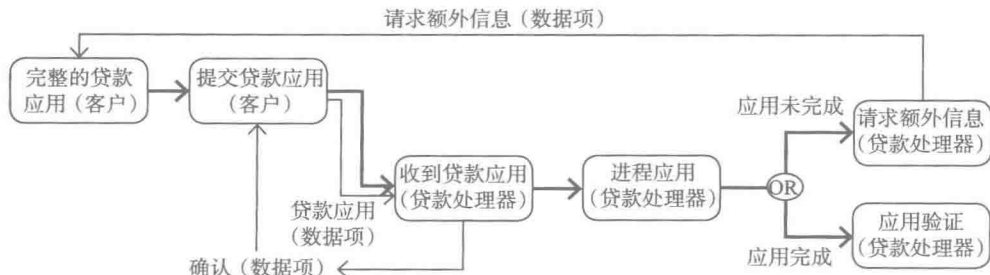 请求额外信息（数据项）
完整的贷款
应用（客户）
提交贷款应用
（客户）
应用未完成
请求额外信息
（贷款处理器）
收到贷款应用
（贷款处理器）
进程应用
（贷款处理器）
OR
贷款应用
（数据项）
应用验证
（贷款处理器）
应用完成
确认（数据项）